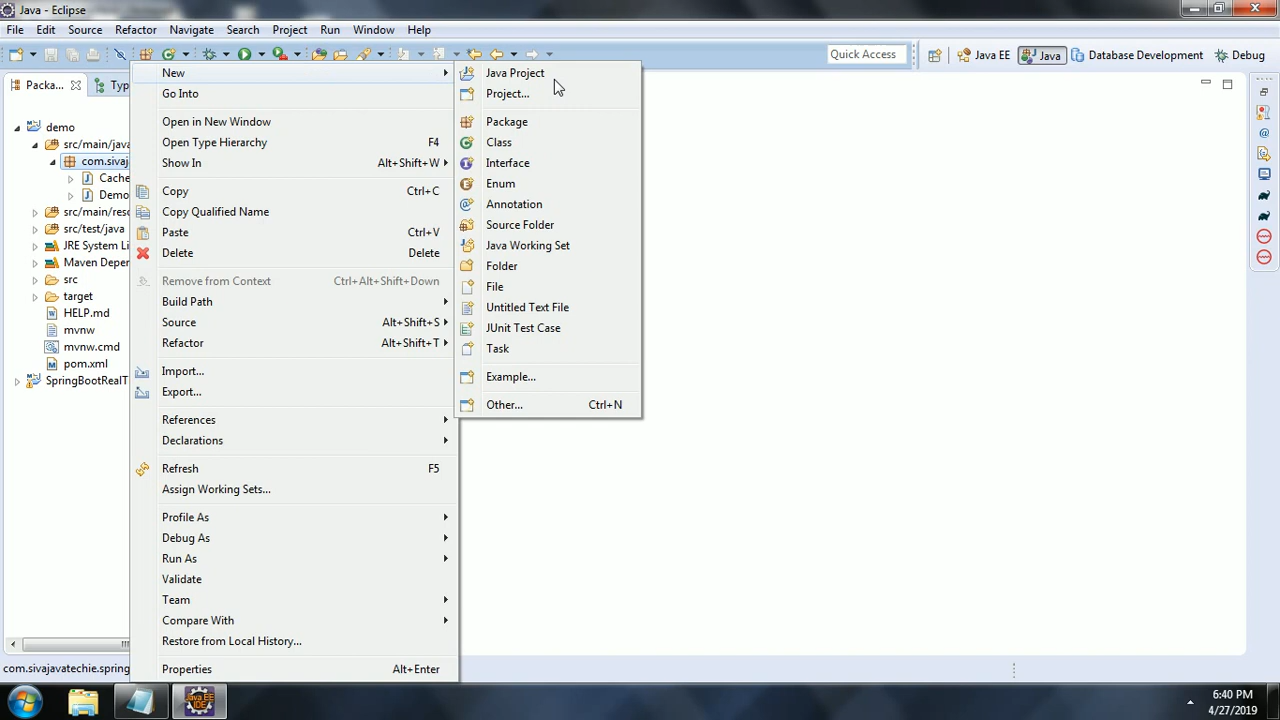 Java - Eclipse
File Edit Source Refactor Navigate Search Project Run Window Help
Quick Access Java EE Java Database Development Debug
Packa... Typ
demo
src/main/java
com.sivaj
Cache
Demo
src/main/res
src/test/java
JRE System Li
Maven Deper
src
target
HELP.md
mvnw
mvnw.cmd
pom.xml
SpringBootRealT
New
Go Into
Open in New Window
Open Type Hierarchy F4
Show In Alt+Shift+W
Copy Ctrl+C
Copy Qualified Name
Paste Ctrl+V
Delete Delete
Remove from Context Ctrl+Alt+Shift+Down
Build Path
Source Alt+Shift+S
Refactor Alt+Shift+T
Import...
Export...
References
Declarations
Refresh F5
Assign Working Sets...
Profile As
Debug As
Run As
Validate
Team
Compare With
Restore from Local History...
Properties Alt+Enter
Java Project
Project...
Package
Class
Interface
Enum
Annotation
Source Folder
Java Working Set
Folder
File
Untitled Text File
JUnit Test Case
Task
Example...
Other... Ctrl+N
com.sivajavatechie.spring
Java EE
IDE
6:40 PM
4/27/2019